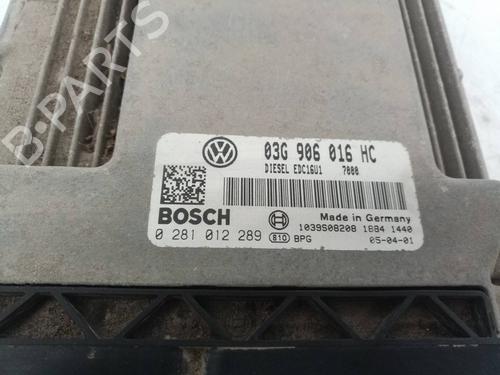 B-PARTS
03G 906 016 HC
DIESEL EDC16U1 7000
BOSCH
0 281 012 289 810 BPG
Made in Germany
1039S08208 1884 1440
05-04-01